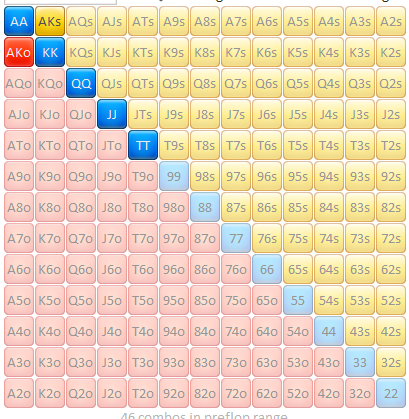 AA AKs AQs AJs ATs A9s A8s A7s A6s A5s A4s A3s A2s
AKo KK KQs KJs KTs K9s K8s K7s K6s K5s K4s K3s K2s
AQo KQo QQ QJs QTs Q9s Q8s Q7s Q6s Q5s Q4s Q3s Q2s
AJo KJo QJo JJ JTs J9s J8s J7s J6s J5s J4s J3s J2s
ATo KTo QTo JTo TT T9s T8s T7s T6s T5s T4s T3s T2s
A9o K9o Q9o J9o T9o 99 98s 97s 96s 95s 94s 93s 92s
A8o K8o Q8o J8o T8o 98o 88 87s 86s 85s 84s 83s 82s
A7o K7o Q7o J7o T7o 97o 87o 77 76s 75s 74s 73s 72s
A6o K6o Q6o J6o T6o 96o 86o 76o 66 65s 64s 63s 62s
A5o K5o Q5o J5o T5o 95o 85o 75o 65o 55 54s 53s 52s
A4o K4o Q4o J4o T4o 94o 84o 74o 64o 54o 44 43s 42s
A3o K3o Q3o J3o T3o 93o 83o 73o 63o 53o 43o 33 32s
A2o K2o Q2o J2o T2o 92o 82o 72o 62o 52o 42o 32o 22
46 combos in preflop range